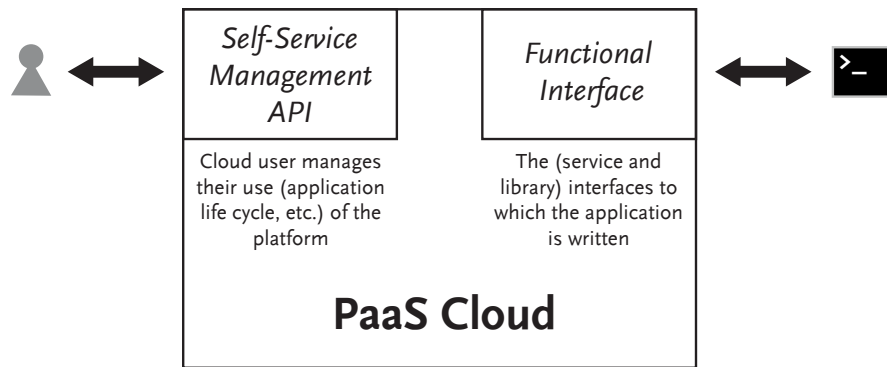 Self-Service
Management
API
Functional
Interface
>_
Cloud user manages
their use (application
life cycle, etc.) of the
platform
The (service and
library) interfaces to
which the application
is written
PaaS Cloud